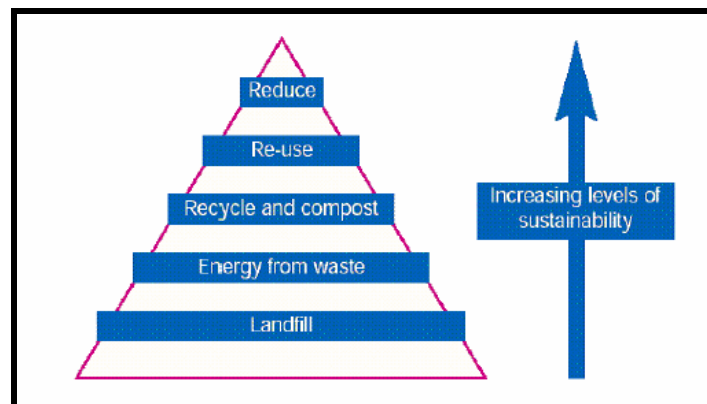 Reduce
Re-use
Recycle and compost
Energy from waste
Landfill
Increasing levels of
sustainability